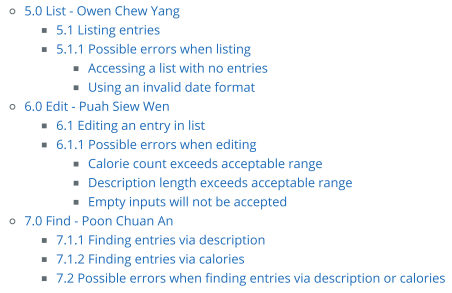 5.0 List - Owen Chew Yang
5.1 Listing entries
5.1.1 Possible errors when listing
Accessing a list with no entries
Using an invalid date format
6.0 Edit - Puah Siew Wen
6.1 Editing an entry in list
6.1.1 Possible errors when editing
Calorie count exceeds acceptable range
Description length exceeds acceptable range
Empty inputs will not be accepted
7.0 Find - Poon Chuan An
7.1.1 Finding entries via description
7.1.2 Finding entries via calories
7.2 Possible errors when finding entries via description or calories